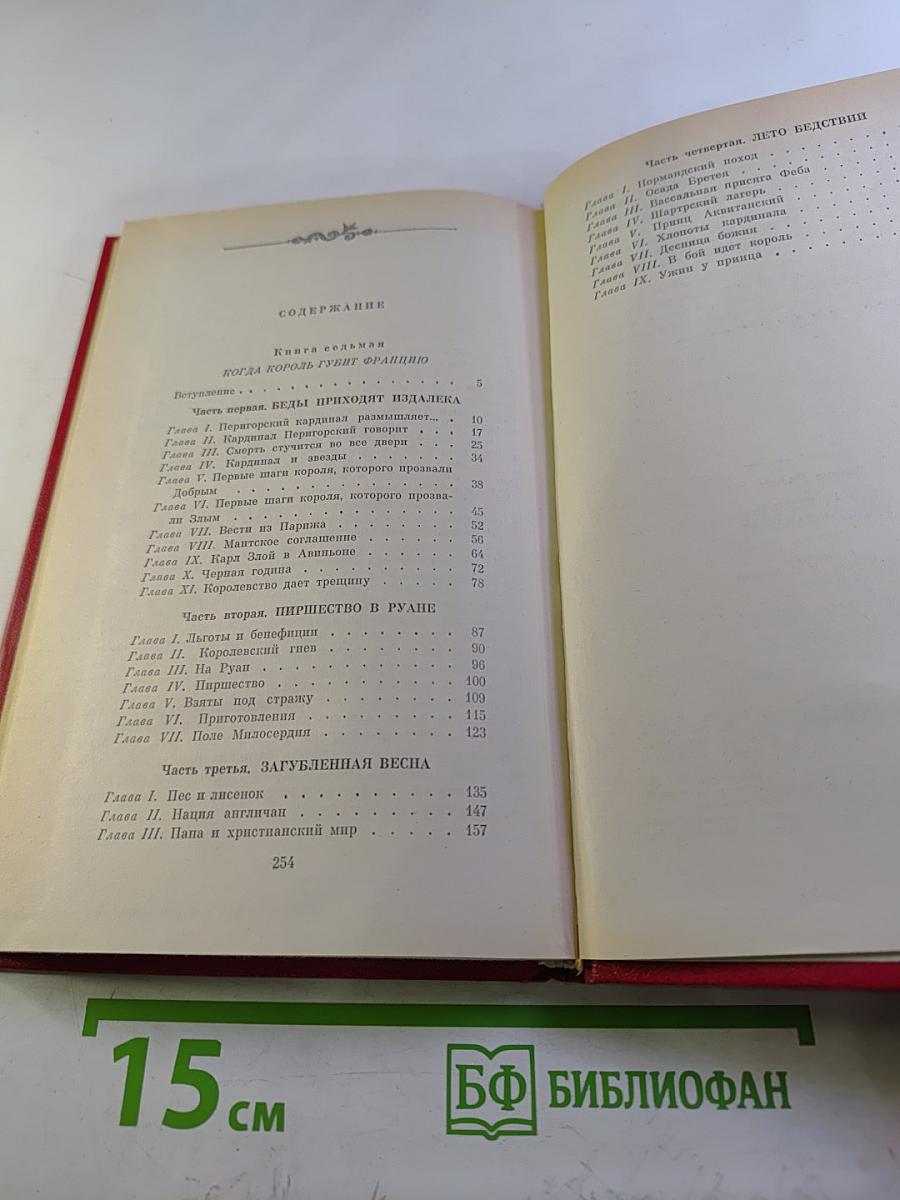 СОДЕРЖАНИЕ
Книга седьмая
КОГДА КОРОЛЬ ГУБИТ ФРАНЦИЮ
Вступление . . . . . . . . . . . . . . . . 5
Часть первая. БЕДЫ ПРИХОДЯТ ИЗДАЛЕКА
Глава I. Перигорский кардинал размышляет... . 10
Глава II. Кардинал Перигорский говорит . . . 17
Глава III. Смерть стучится во все двери . . . 25
Глава IV. Кардинал и звезды . . . . . . . 34
Глава V. Первые шаги короля, которого прозвали
Добрым . . . . . . . . . . . . . . . 38
Глава VI. Первые шаги короля, которого прозва-
ли Злым . . . . . . . . . . . . . . 45
Глава VII. Вести из Парижа . . . . . . . 52
Глава VIII. Мантское соглашение . . . . . . 56
Глава IX. Карл Злой в Авиньоне . . . . . . 64
Глава X. Черная година . . . . . . . . . . 72
Глава XI. Королевство дает трещину . . . . . 78
Часть вторая. ПИРШЕСТВО В РУАНЕ
Глава I. Льготы и бенефиции . . . . . . . . 87
Глава II. Королевский гнев . . . . . . . . 90
Глава III. На Руан . . . . . . . . . . . 96
Глава IV. Пиршество . . . . . . . . . . 100
Глава V. Взяты под стражу . . . . . . . . 109
Глава VI. Приготовления . . . . . . . . . 115
Глава VII. Поле Милосердия . . . . . . . . 123
Часть третья. ЗАГУБЛЕННАЯ ВЕСНА
Глава I. Пес и лисенок . . . . . . . . . . 135
Глава II. Нация англичан . . . . . . . . . 147
Глава III. Папа и христианский мир . . . . . 157
254
Часть четвертая. ЛЕТО БЕДСТВИЙ
Глава I. Нормандский поход . . . . . . .
Глава II. Осада Бретея . . . . . . . . .
Глава III. Вассальная присяга Феба . . . .
Глава IV. Шартрский лагерь . . . . . . .
Глава V. Принц Аквитанский . . . . . . .
Глава VI. Хлопоты кардинала . . . . . . .
Глава VII. Десница божия . . . . . . . .
Глава VIII. В бой идет король . . . . . .
Глава IX. Ужин у принца . . . . . . . .
15 см
БФ БИБЛИОФАН